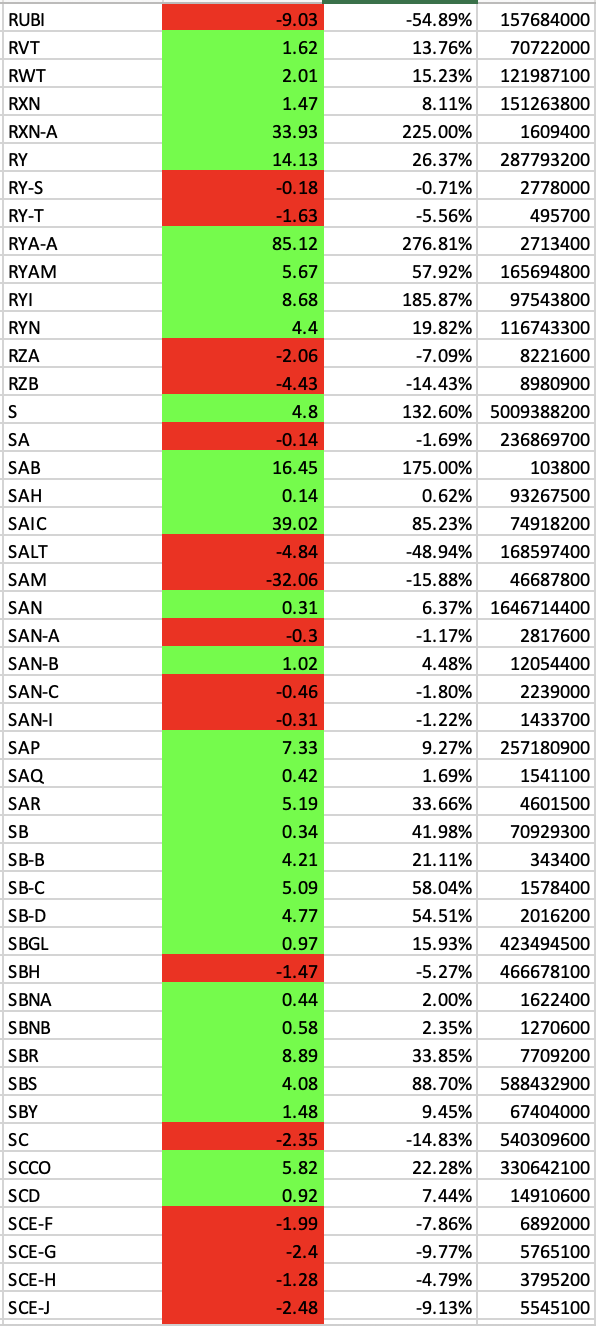 RUBI -9.03 -54.89% 157684000
RVT 1.62 13.76% 70722000
RWT 2.01 15.23% 121987100
RXN 1.47 8.11% 151263800
RXN-A 33.93 225.00% 1609400
RY 14.13 26.37% 287793200
RY-S -0.18 -0.71% 2778000
RY-T -1.63 -5.56% 495700
RYA-A 85.12 276.81% 2713400
RYAM 5.67 57.92% 165694800
RYI 8.68 185.87% 97543800
RYN 4.4 19.82% 116743300
RZA -2.06 -7.09% 8221600
RZB -4.43 -14.43% 8980900
S 4.8 132.60% 5009388200
SA -0.14 -1.69% 236869700
SAB 16.45 175.00% 103800
SAH 0.14 0.62% 93267500
SAIC 39.02 85.23% 74918200
SALT -4.84 -48.94% 168597400
SAM -32.06 -15.88% 46687800
SAN 0.31 6.37% 1646714400
SAN-A -0.3 -1.17% 2817600
SAN-B 1.02 4.48% 12054400
SAN-C -0.46 -1.80% 2239000
SAN-I -0.31 -1.22% 1433700
SAP 7.33 9.27% 257180900
SAQ 0.42 1.69% 1541100
SAR 5.19 33.66% 4601500
SB 0.34 41.98% 70929300
SB-B 4.21 21.11% 343400
SB-C 5.09 58.04% 1578400
SB-D 4.77 54.51% 2016200
SBGL 0.97 15.93% 423494500
SBH -1.47 -5.27% 466678100
SBNA 0.44 2.00% 1622400
SBNB 0.58 2.35% 1270600
SBR 8.89 33.85% 7709200
SBS 4.08 88.70% 588432900
SBY 1.48 9.45% 67404000
SC -2.35 -14.83% 540309600
SCCO 5.82 22.28% 330642100
SCD 0.92 7.44% 14910600
SCE-F -1.99 -7.86% 6892000
SCE-G -2.4 -9.77% 5765100
SCE-H -1.28 -4.79% 3795200
SCE-J -2.48 -9.13% 5545100